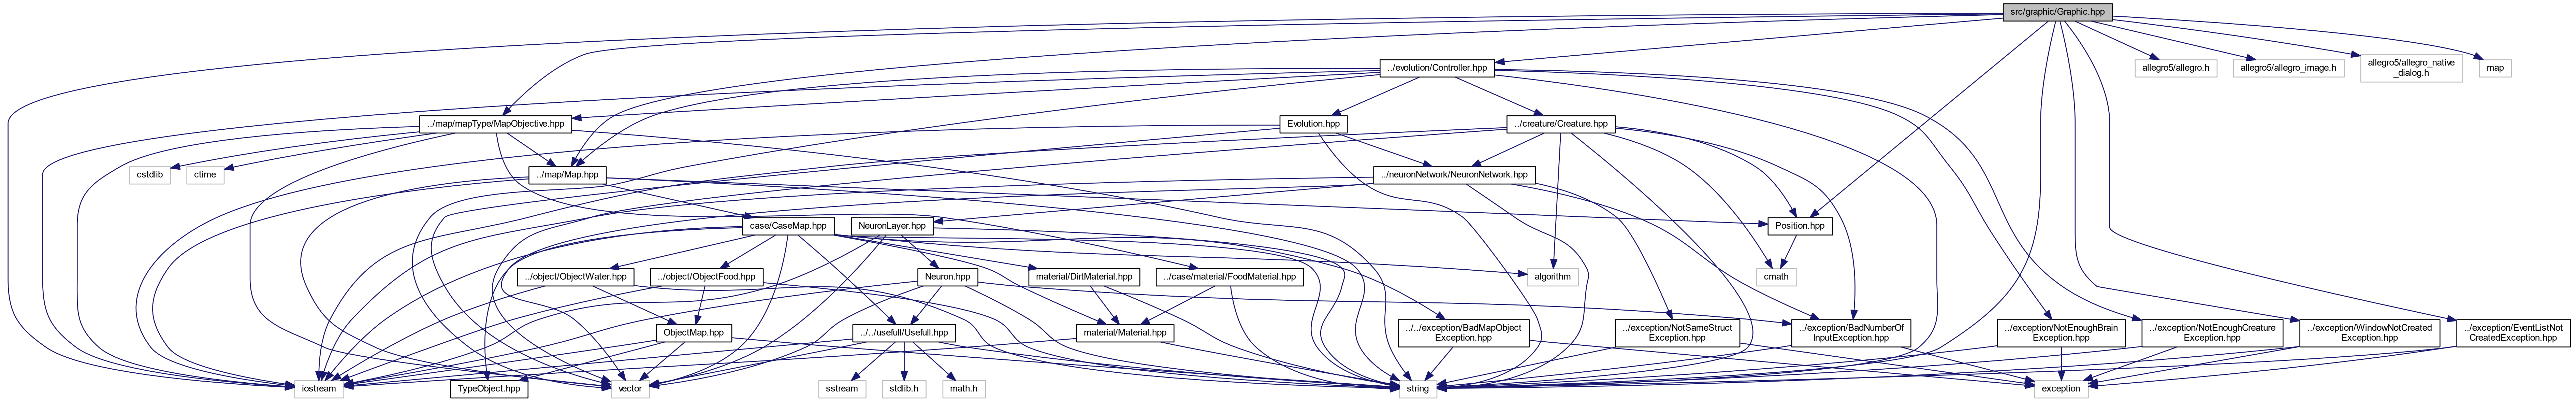 src/graphic/Graphic.hpp
../evolution/Controller.hpp
allegro5/allegro.h
allegro5/allegro_image.h
allegro5/allegro_native
_dialog.h
map
../map/mapType/MapObjective.hpp
Evolution.hpp
../creature/Creature.hpp
cstdlib
ctime
../map/Map.hpp
../neuronNetwork/NeuronNetwork.hpp
case/CaseMap.hpp
NeuronLayer.hpp
Position.hpp
../object/ObjectWater.hpp
../object/ObjectFood.hpp
Neuron.hpp
material/DirtMaterial.hpp
../case/material/FoodMaterial.hpp
algorithm
cmath
ObjectMap.hpp
../../usefull/Usefull.hpp
material/Material.hpp
../../exception/BadMapObject
Exception.hpp
../exception/NotSameStruct
Exception.hpp
../exception/BadNumberOf
InputException.hpp
../exception/NotEnoughBrain
Exception.hpp
../exception/NotEnoughCreature
Exception.hpp
../exception/WindowNotCreated
Exception.hpp
../exception/EventListNot
CreatedException.hpp
iostream
TypeObject.hpp
vector
sstream
stdlib.h
math.h
string
exception